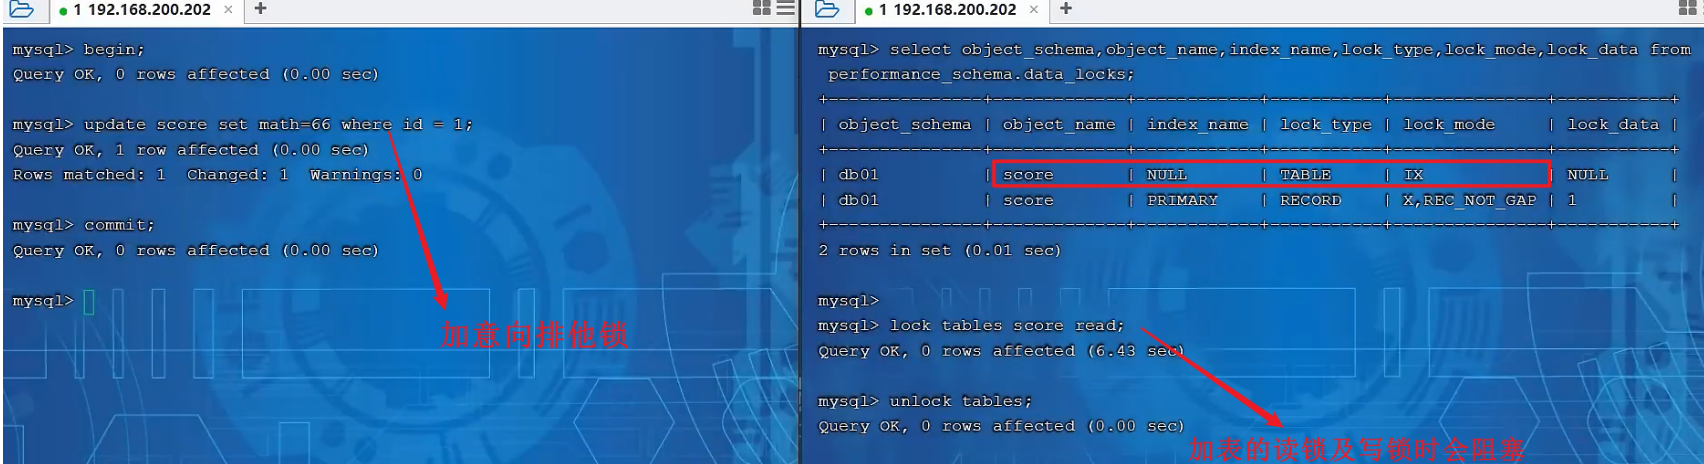 1 192.168.200.202 × +
mysql> begin;
Query OK, 0 rows affected (0.00 sec)
mysql> update score set math=66 where id = 1;
Query OK, 1 row affected (0.00 sec)
Rows matched: 1  Changed: 1  Warnings: 0
mysql> commit;
Query OK, 0 rows affected (0.00 sec)
mysql>
加意向排他锁
1 192.168.200.202 × +
mysql> select object_schema,object_name,index_name,lock_type,lock_mode,lock_data from
performance_schema.data_locks;
+---------------+-------------+------------+-----------+---------------+-----------+
| object_schema | object_name | index_name | lock_type | lock_mode     | lock_data |
+---------------+-------------+------------+-----------+---------------+-----------+
| db01          | score       | NULL       | TABLE     | IX            | NULL      |
| db01          | score       | PRIMARY    | RECORD    | X,REC_NOT_GAP | 1         |
+---------------+-------------+------------+-----------+---------------+-----------+
2 rows in set (0.01 sec)
mysql>
mysql> lock tables score read;
Query OK, 0 rows affected (6.43 sec)
mysql> unlock tables;
Query OK, 0 rows affected (0.00 sec)
加表的读锁及写锁时会阻塞